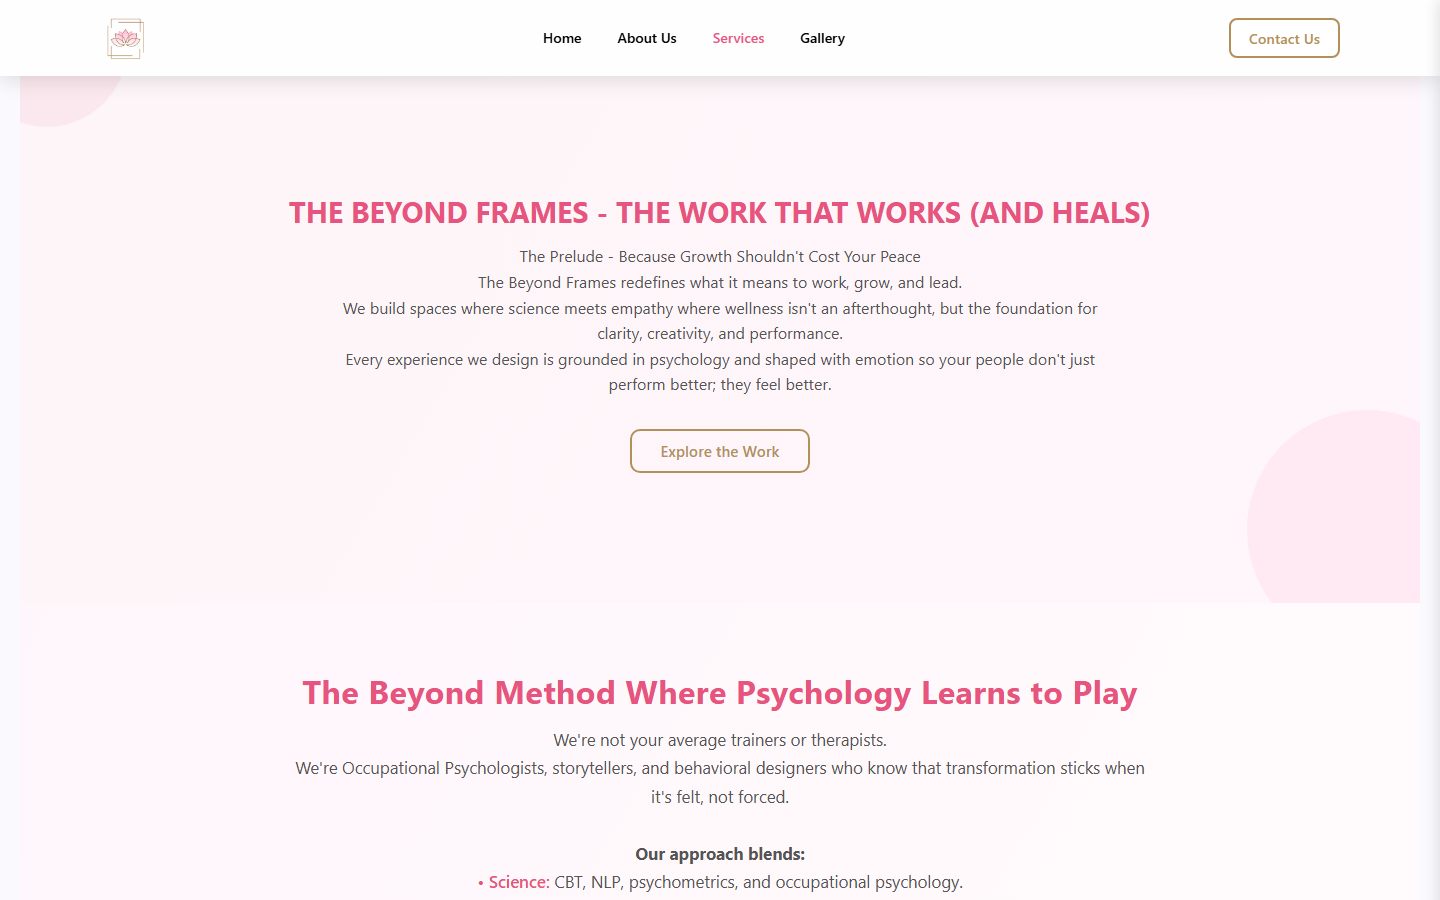 Home
About Us
Services
Gallery
Contact Us
THE BEYOND FRAMES - THE WORK THAT WORKS (AND HEALS)
The Prelude - Because Growth Shouldn't Cost Your Peace
The Beyond Frames redefines what it means to work, grow, and lead.
We build spaces where science meets empathy where wellness isn't an afterthought, but the foundation for
clarity, creativity, and performance.
Every experience we design is grounded in psychology and shaped with emotion so your people don't just
perform better; they feel better.
Explore the Work
The Beyond Method Where Psychology Learns to Play
We're not your average trainers or therapists.
We're Occupational Psychologists, storytellers, and behavioral designers who know that transformation sticks when
it's felt, not forced.
Our approach blends:
• Science: CBT, NLP, psychometrics, and occupational psychology.